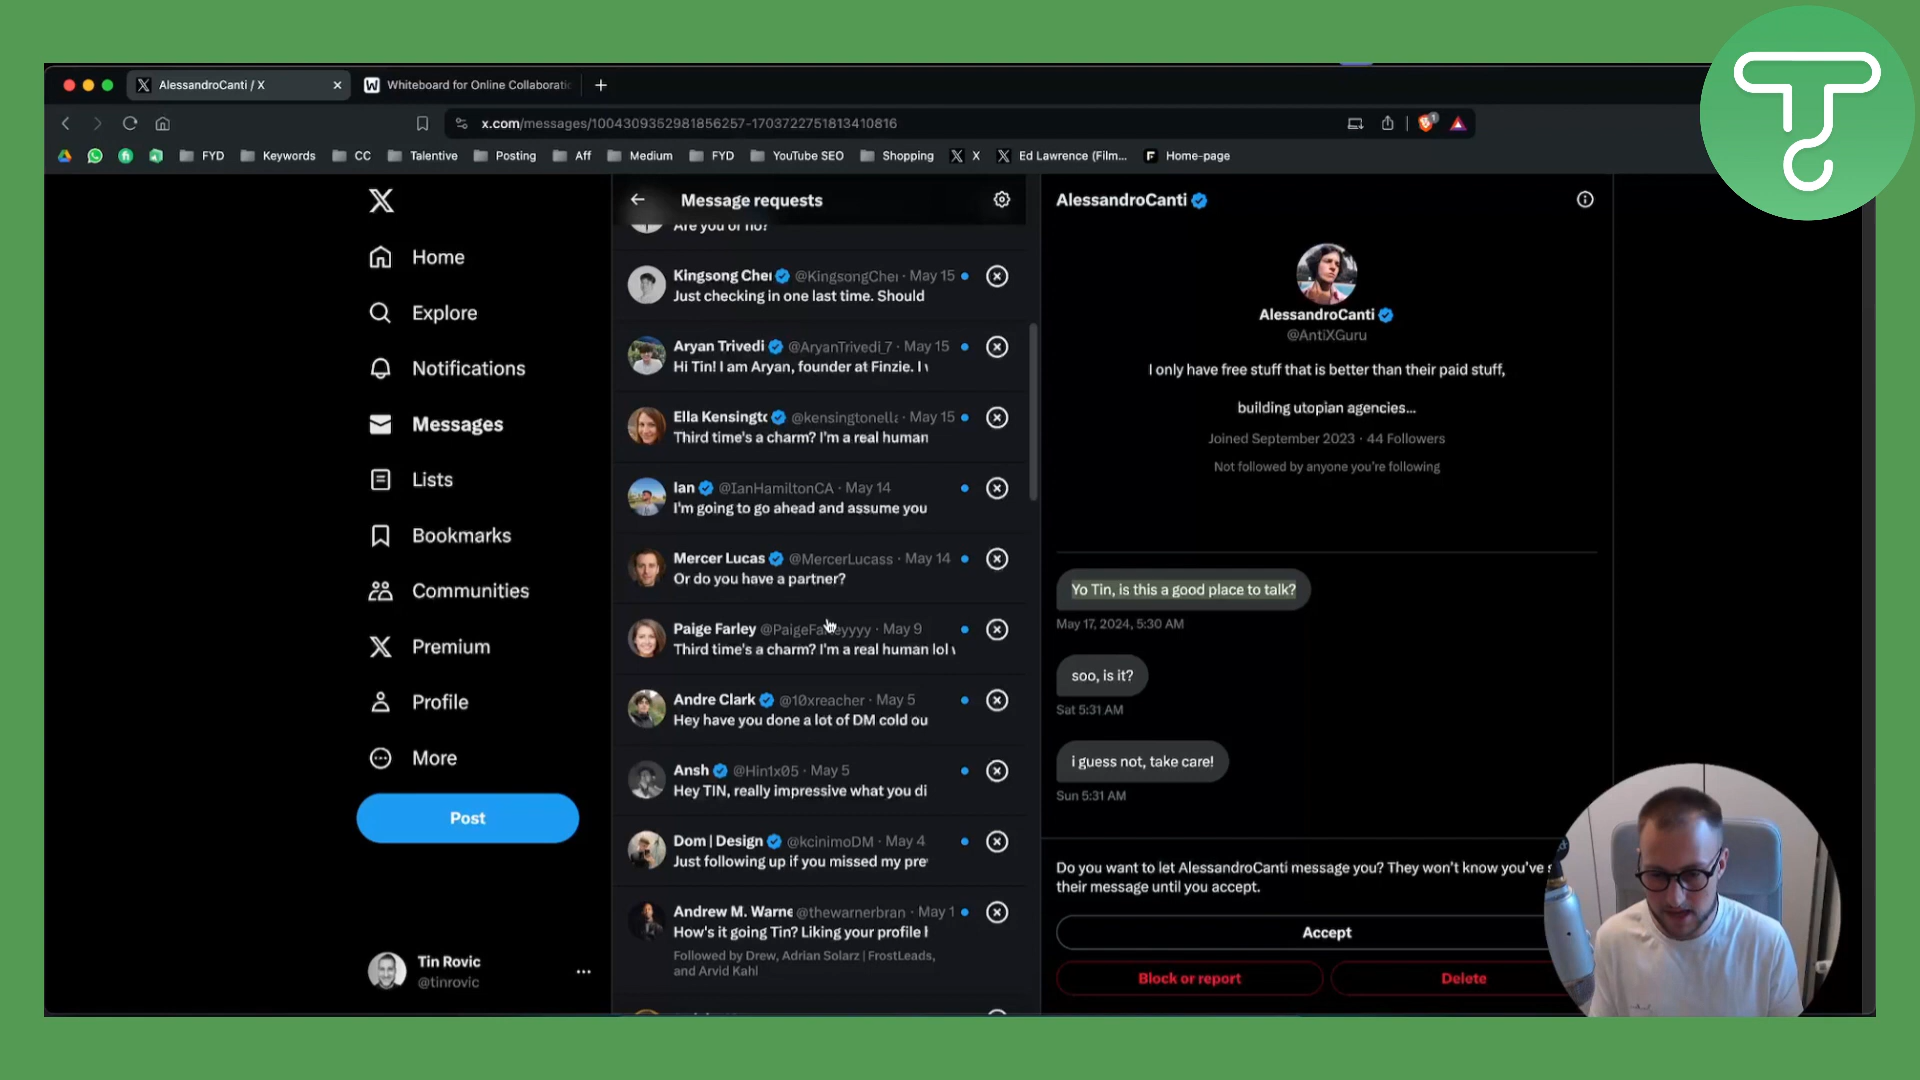 AlessandroCanti / X
Whiteboard for Online Collaboratio
x.com/messages/1004309352981856257-1703722751813410816
FYD
Keywords
CC
Talentive
Posting
Aff
Medium
FYD
YouTube SEO
Shopping
X
Ed Lawrence (Film...
Home-page
Home
Explore
Notifications
Messages
Lists
Bookmarks
Communities
Premium
Profile
More
Post
Tin Rovic
@tinrovic
Message requests
Are you or no?
Kingsong Che @KingsongChe · May 15
Just checking in one last time. Should
Aryan Trivedi @AryanTrivedi_7 · May 15
Hi Tin! I am Aryan, founder at Finzie. I
Ella Kensingt @kensingtonell · May 15
Third time's a charm? I'm a real human
Ian @IanHamiltonCA · May 14
I'm going to go ahead and assume you
Mercer Lucas @MercerLucass · May 14
Or do you have a partner?
Paige Farley · May 9
Third time's a charm? I'm a real human lol
Andre Clark @10xreacher · May 5
Hey have you done a lot of DM cold ou
Ansh @Hin1x05 · May 5
Hey TIN, really impressive what you di
Dom | Design @kcinimoDM · May 4
Just following up if you missed my pre
Andrew M. Warne @thewarnerbran · May 1
How's it going Tin? Liking your profile
Followed by Drew, Adrian Solarz | FrostLeads,
and Arvid Kahl
AlessandroCanti
AlessandroCanti
@AntiXGuru
I only have free stuff that is better than their paid stuff,
building utopian agencies...
Joined September 2023 · 44 Followers
Not followed by anyone you're following
Yo Tin, is this a good place to talk?
May 17, 2024, 5:30 AM
soo, is it?
Sat 5:31 AM
i guess not, take care!
Sun 5:31 AM
Do you want to let AlessandroCanti message you? They won't know you've s
their message until you accept.
Accept
Block or report
Delete